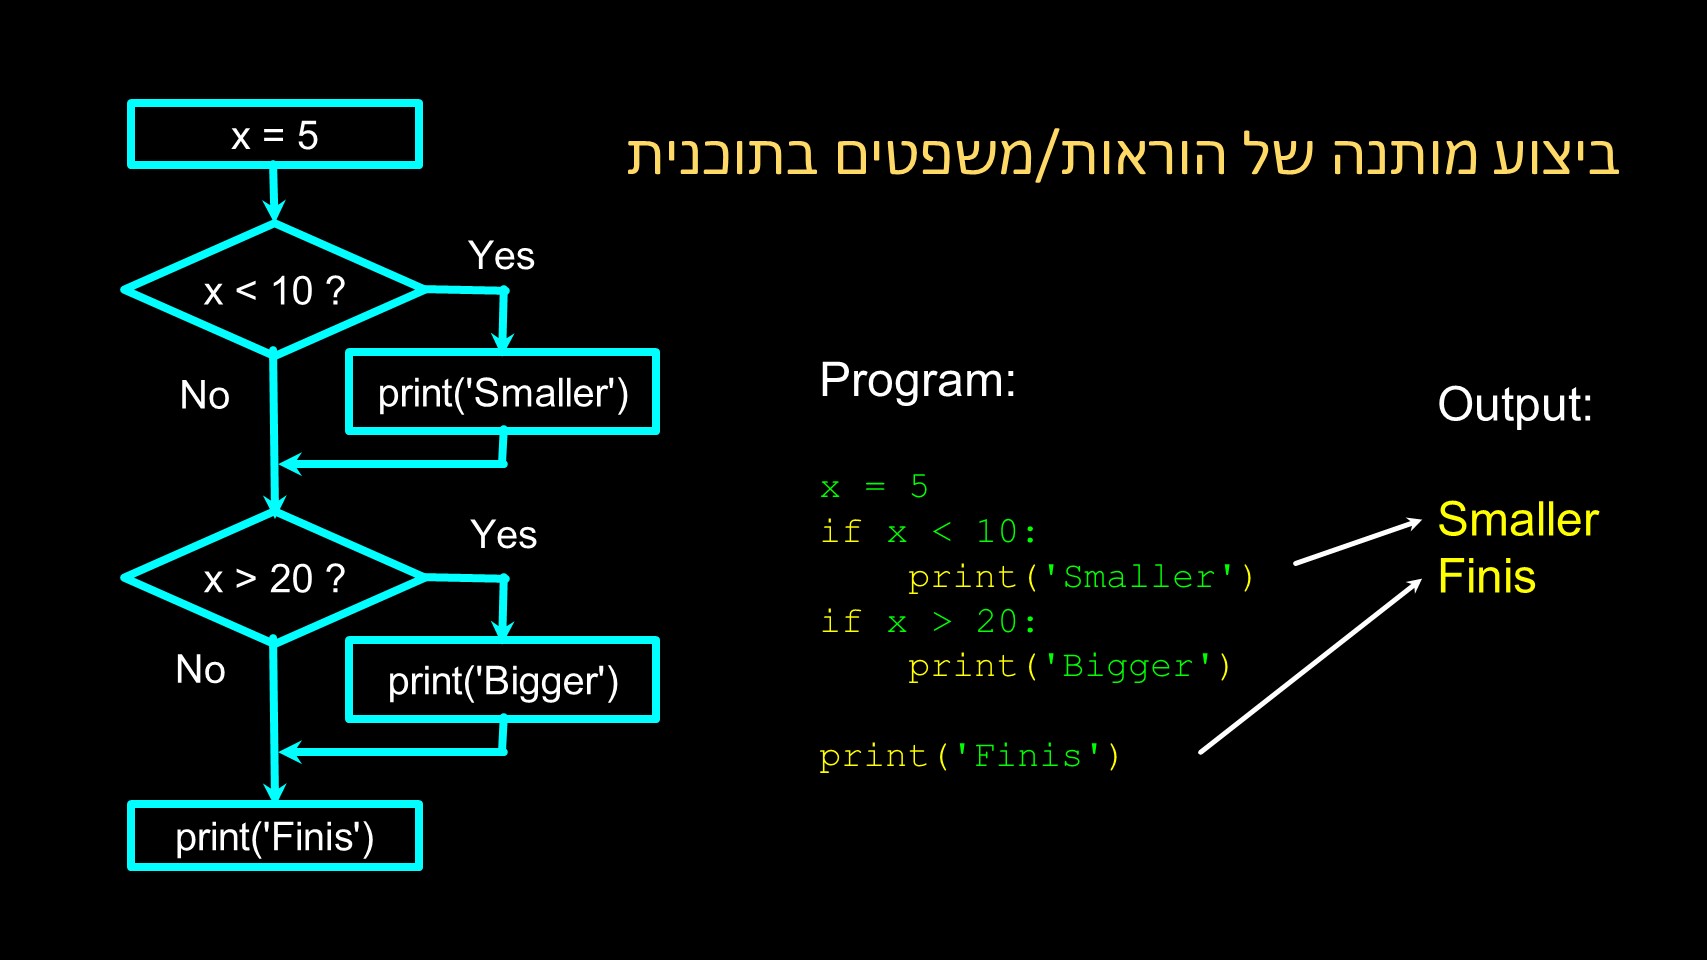 ביצוע מותנה של הוראות/משפטים בתוכנית
x = 5
x < 10 ?
Yes
No
print('Smaller')
x > 20 ?
Yes
No
print('Bigger')
print('Finis')
Program:
x = 5
if x < 10:
    print('Smaller')
if x > 20:
    print('Bigger')
print('Finis')
Output:
Smaller
Finis